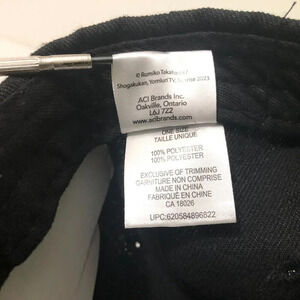 © Rumiko Takahashi /
Shogakukan, Yomiuri TV, Sunrise 2023
ACI Brands Inc.
Oakville, Ontario
L6J 7Z2
www.acibrands.com
ONE SIZE
TAILLE UNIQUE
100% POLYESTER
100% POLYESTER
EXCLUSIVE OF TRIMMING
GARNITURE NON COMPRISE
MADE IN CHINA
FABRIQUÉ EN CHINE
CA 18026
UPC:620584896822